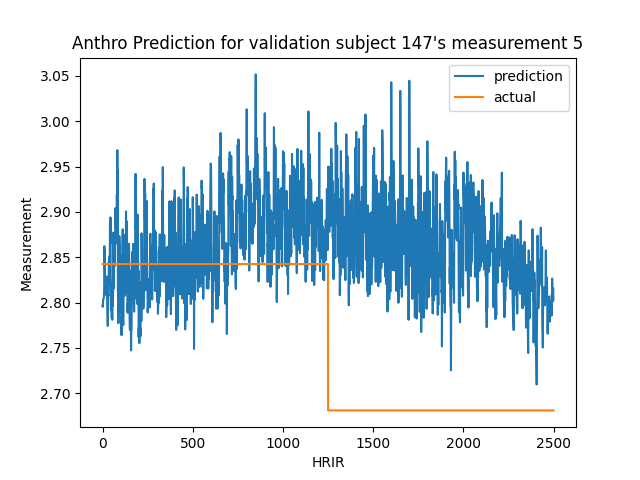 Anthro Prediction for validation subject 147's measurement 5
3.05
3.00
2.95
2.90
2.85
2.80
2.75
2.70
Measurement
prediction
actual
0
500
1000
1500
2000
2500
HRIR